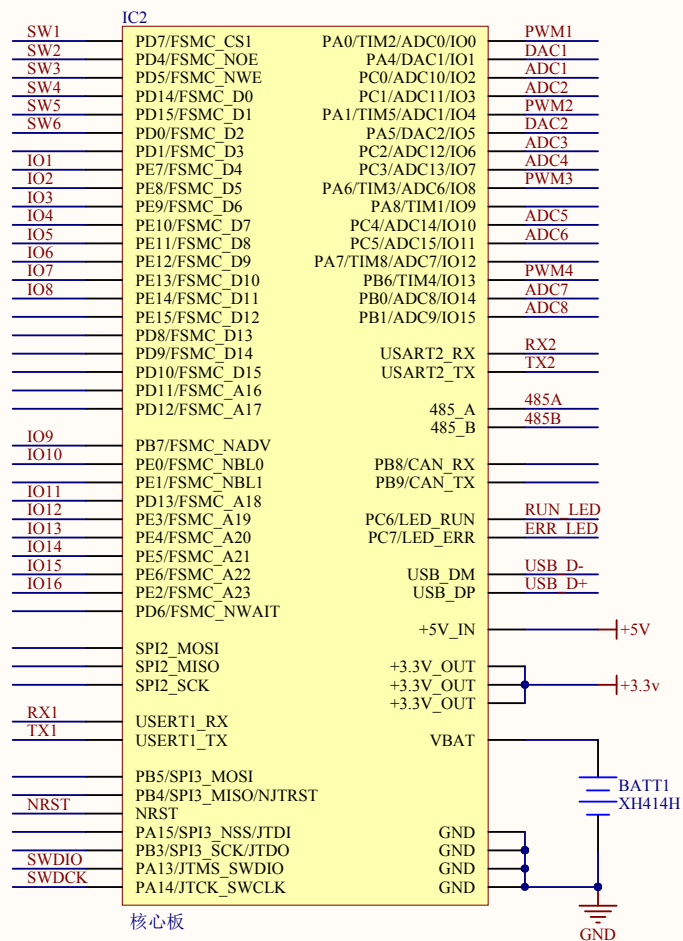 IC2
SW1 PD7/FSMC_CS1 PA0/TIM2/ADC0/IO0 PWM1
SW2 PD4/FSMC_NOE PA4/DAC1/IO1 DAC1
SW3 PD5/FSMC_NWE PC0/ADC10/IO2 ADC1
SW4 PD14/FSMC_D0 PC1/ADC11/IO3 ADC2
SW5 PD15/FSMC_D1 PA1/TIM5/ADC1/IO4 PWM2
SW6 PD0/FSMC_D2 PA5/DAC2/IO5 DAC2
PD1/FSMC_D3 PC2/ADC12/IO6 ADC3
IO1 PE7/FSMC_D4 PC3/ADC13/IO7 ADC4
IO2 PE8/FSMC_D5 PA6/TIM3/ADC6/IO8 PWM3
IO3 PE9/FSMC_D6 PA8/TIM1/IO9
IO4 PE10/FSMC_D7 PC4/ADC14/IO10 ADC5
IO5 PE11/FSMC_D8 PC5/ADC15/IO11 ADC6
IO6 PE12/FSMC_D9 PA7/TIM8/ADC7/IO12
IO7 PE13/FSMC_D10 PB6/TIM4/IO13 PWM4
IO8 PE14/FSMC_D11 PB0/ADC8/IO14 ADC7
PE15/FSMC_D12 PB1/ADC9/IO15 ADC8
PD8/FSMC_D13
PD9/FSMC_D14 USART2_RX RX2
PD10/FSMC_D15 USART2_TX TX2
PD11/FSMC_A16
PD12/FSMC_A17 485_A 485A
485_B 485B
IO9 PB7/FSMC_NADV
IO10 PE0/FSMC_NBL0 PB8/CAN_RX
PE1/FSMC_NBL1 PB9/CAN_TX
IO11 PD13/FSMC_A18
IO12 PE3/FSMC_A19 PC6/LED_RUN RUN_LED
IO13 PE4/FSMC_A20 PC7/LED_ERR ERR_LED
IO14 PE5/FSMC_A21
IO15 PE6/FSMC_A22 USB_DM USB_D-
IO16 PE2/FSMC_A23 USB_DP USB_D+
PD6/FSMC_NWAIT
+5V_IN +5V
SPI2_MOSI
SPI2_MISO +3.3V_OUT
SPI2_SCK +3.3V_OUT +3.3v
+3.3V_OUT
RX1 USERT1_RX
TX1 USERT1_TX VBAT
PB5/SPI3_MOSI
BATT1
PB4/SPI3_MISO/NJTRST
XH414H
NRST NRST
PA15/SPI3_NSS/JTDI GND
PB3/SPI3_SCK/JTDO GND
SWDIO PA13/JTMS_SWDIO GND
SWDCK PA14/JTCK_SWCLK GND
核心板
GND